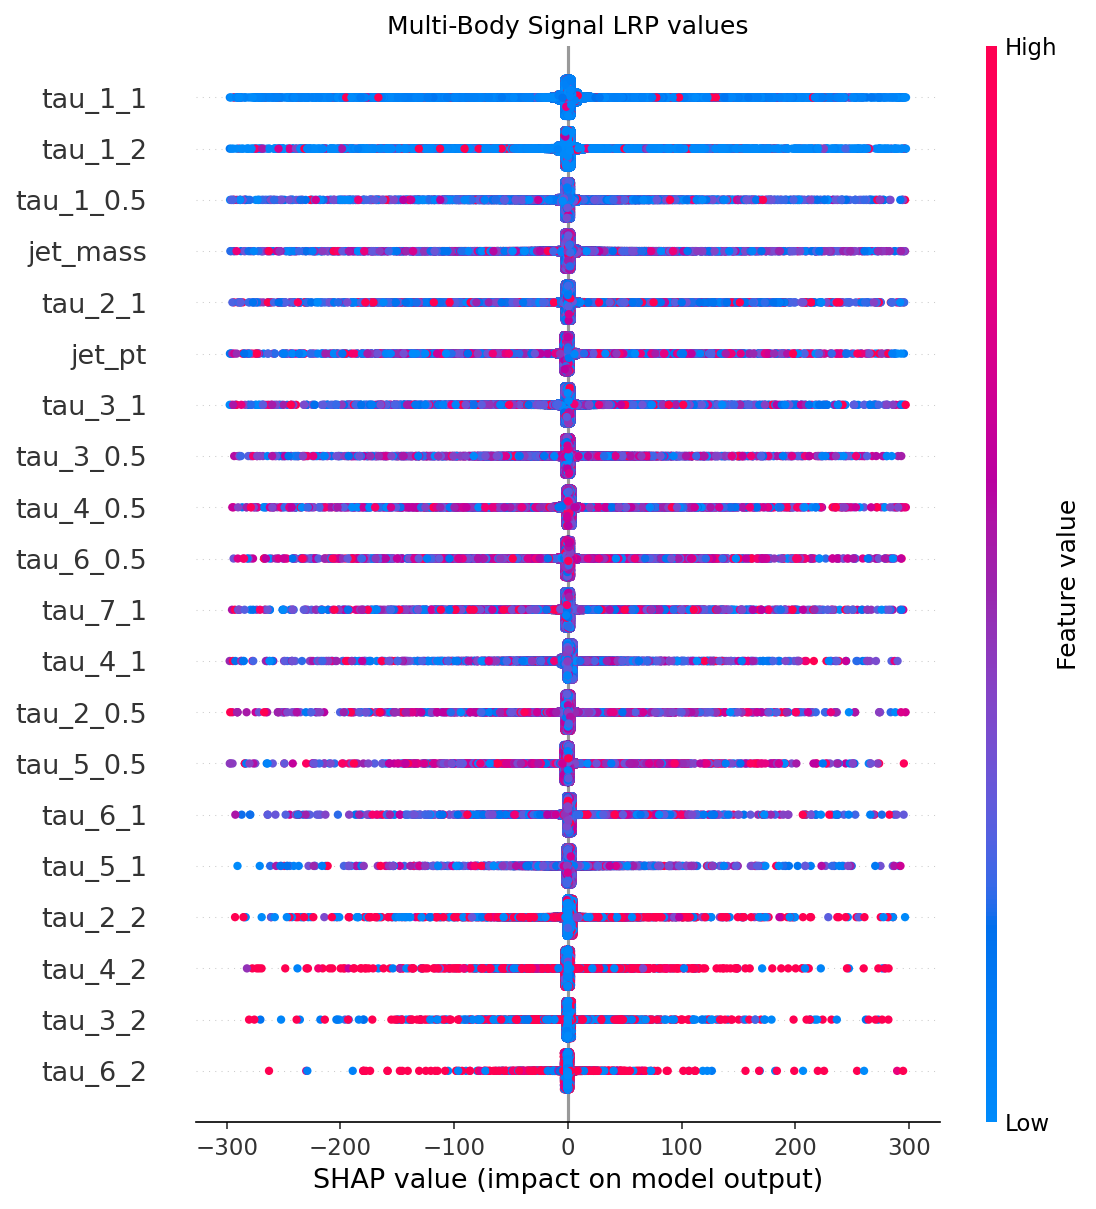 Multi-Body Signal LRP values
High
tau_1_1
tau_1_2
tau_1_0.5
jet_mass
tau_2_1
jet_pt
tau_3_1
tau_3_0.5
tau_4_0.5
tau_6_0.5
tau_7_1
tau_4_1
tau_2_0.5
tau_5_0.5
tau_6_1
tau_5_1
tau_2_2
tau_4_2
tau_3_2
tau_6_2
Feature value
Low
−300 −200 −100 0 100 200 300
SHAP value (impact on model output)